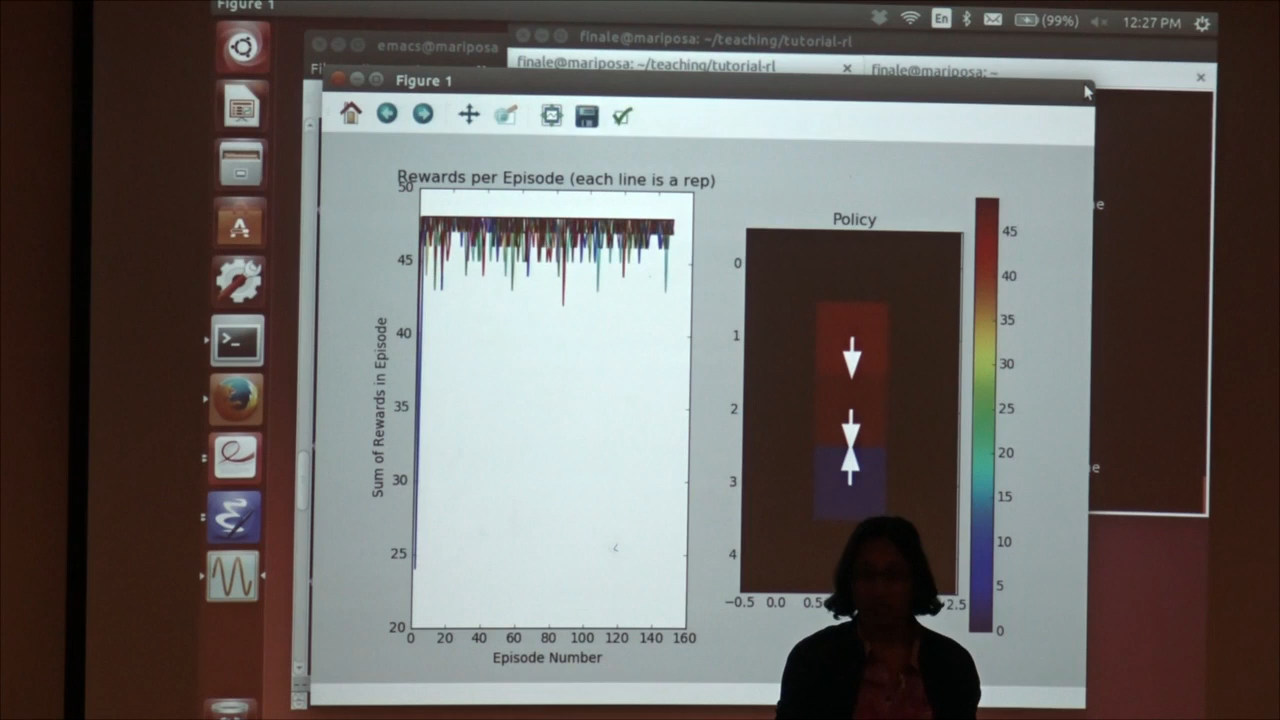 Figure 1
En
(99%)
12:27 PM
emacs@mariposa
finale@mariposa: ~/teaching/tutorial-rl
finale@mariposa: ~/teaching/tutorial-rl
finale@mariposa: ~
Figure 1
Rewards per Episode (each line is a rep)
50
45
40
35
30
25
20
Sum of Rewards in Episode
0 20 40 60 80 100 120 140 160
Episode Number
Policy
0
1
2
3
4
−0.5 0.0 2.5
45
40
35
30
25
20
15
10
5
0